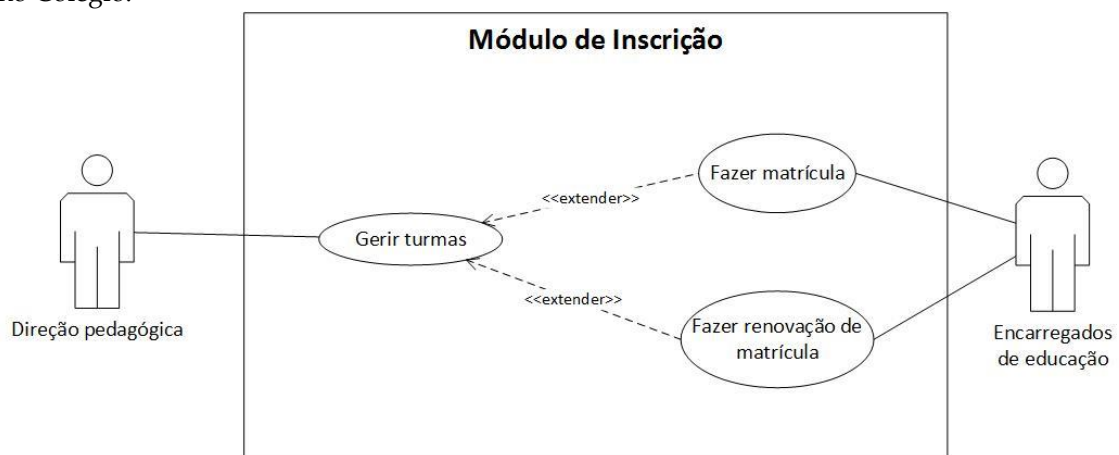 no Colégio.
Módulo de Inscrição
Fazer matrícula
<<extender>>
Gerir turmas
<<extender>>
Direção pedagógica
Fazer renovação de
matrícula
Encarregados
de educação